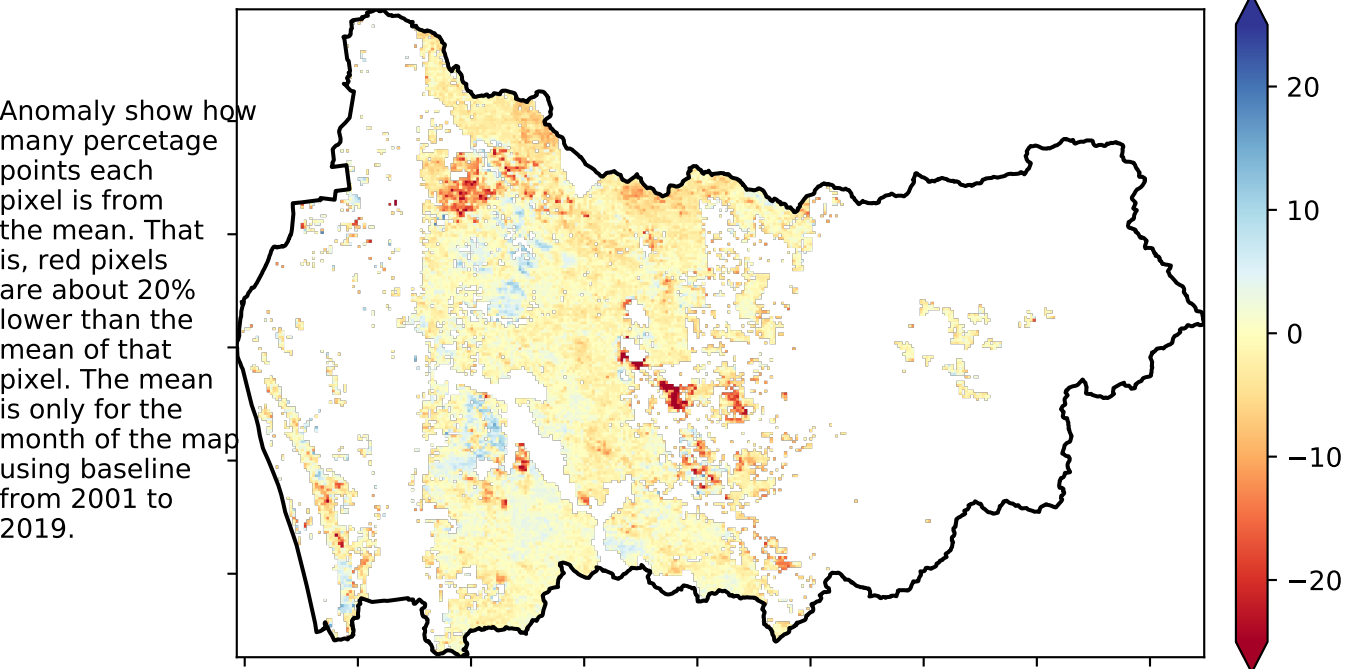 Anomaly show how
many percetage
points each
pixel is from
the mean. That
is, red pixels
are about 20%
lower than the
mean of that
pixel. The mean
is only for the
month of the map
using baseline
from 2001 to
2019.
20
10
0
−10
−20